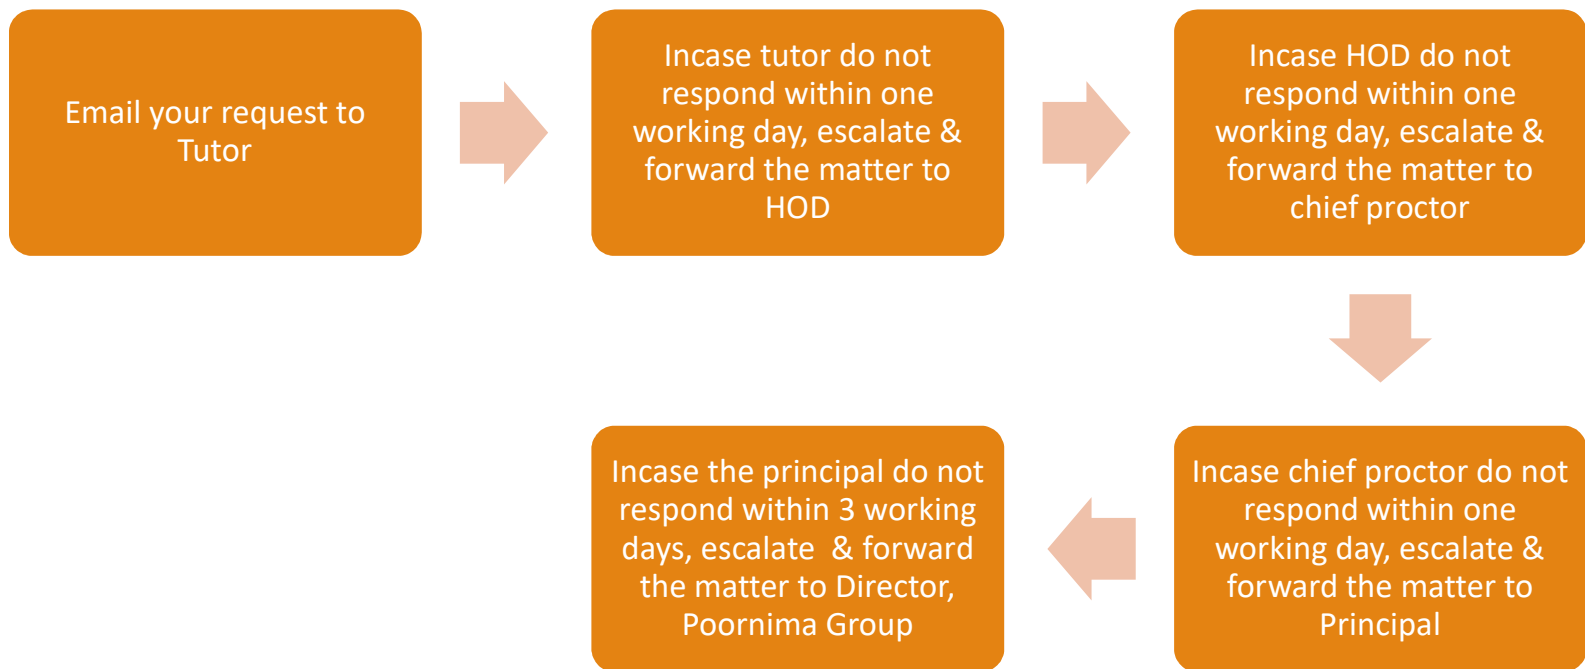 Email your request to
Tutor
Incase tutor do not
respond within one
working day, escalate &
forward the matter to
HOD
Incase HOD do not
respond within one
working day, escalate &
forward the matter to
chief proctor
Incase chief proctor do not
respond within one
working day, escalate &
forward the matter to
Principal
Incase the principal do not
respond within 3 working
days, escalate  & forward
the matter to Director,
Poornima Group